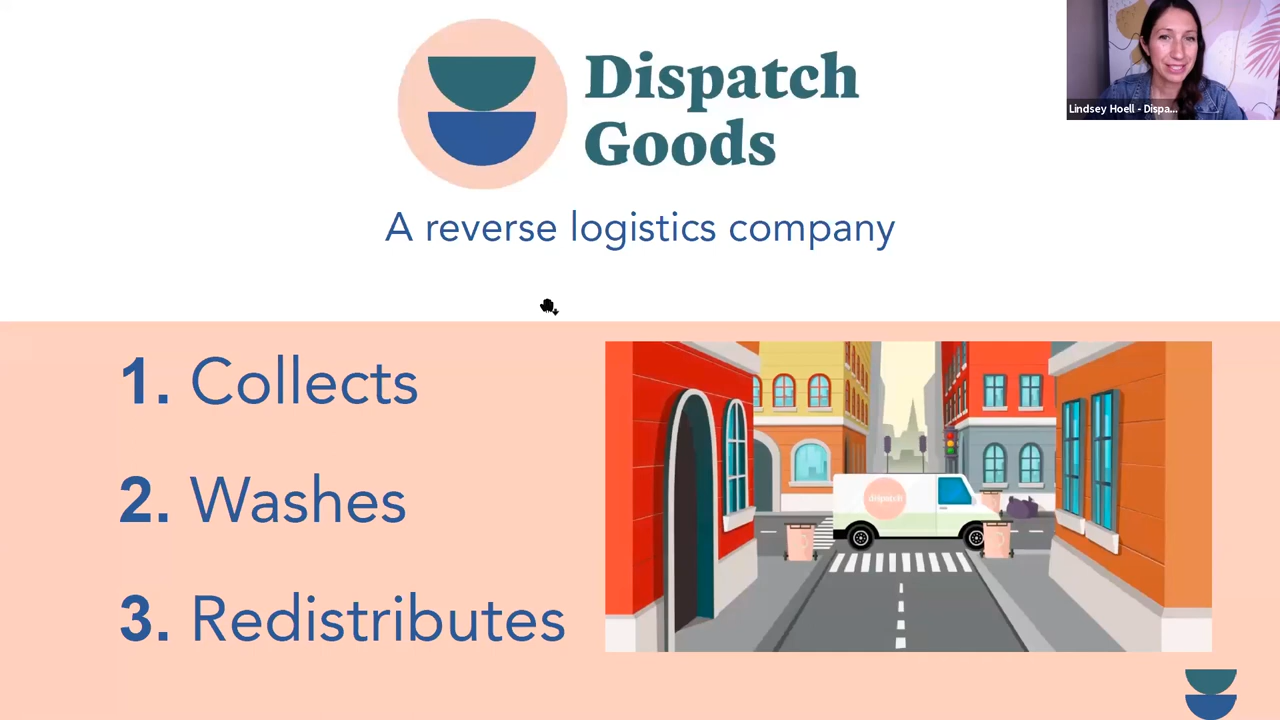 Dispatch
Goods
Lindsey Hoell - Dispa...
A reverse logistics company
1. Collects
2. Washes
3. Redistributes
dispatch